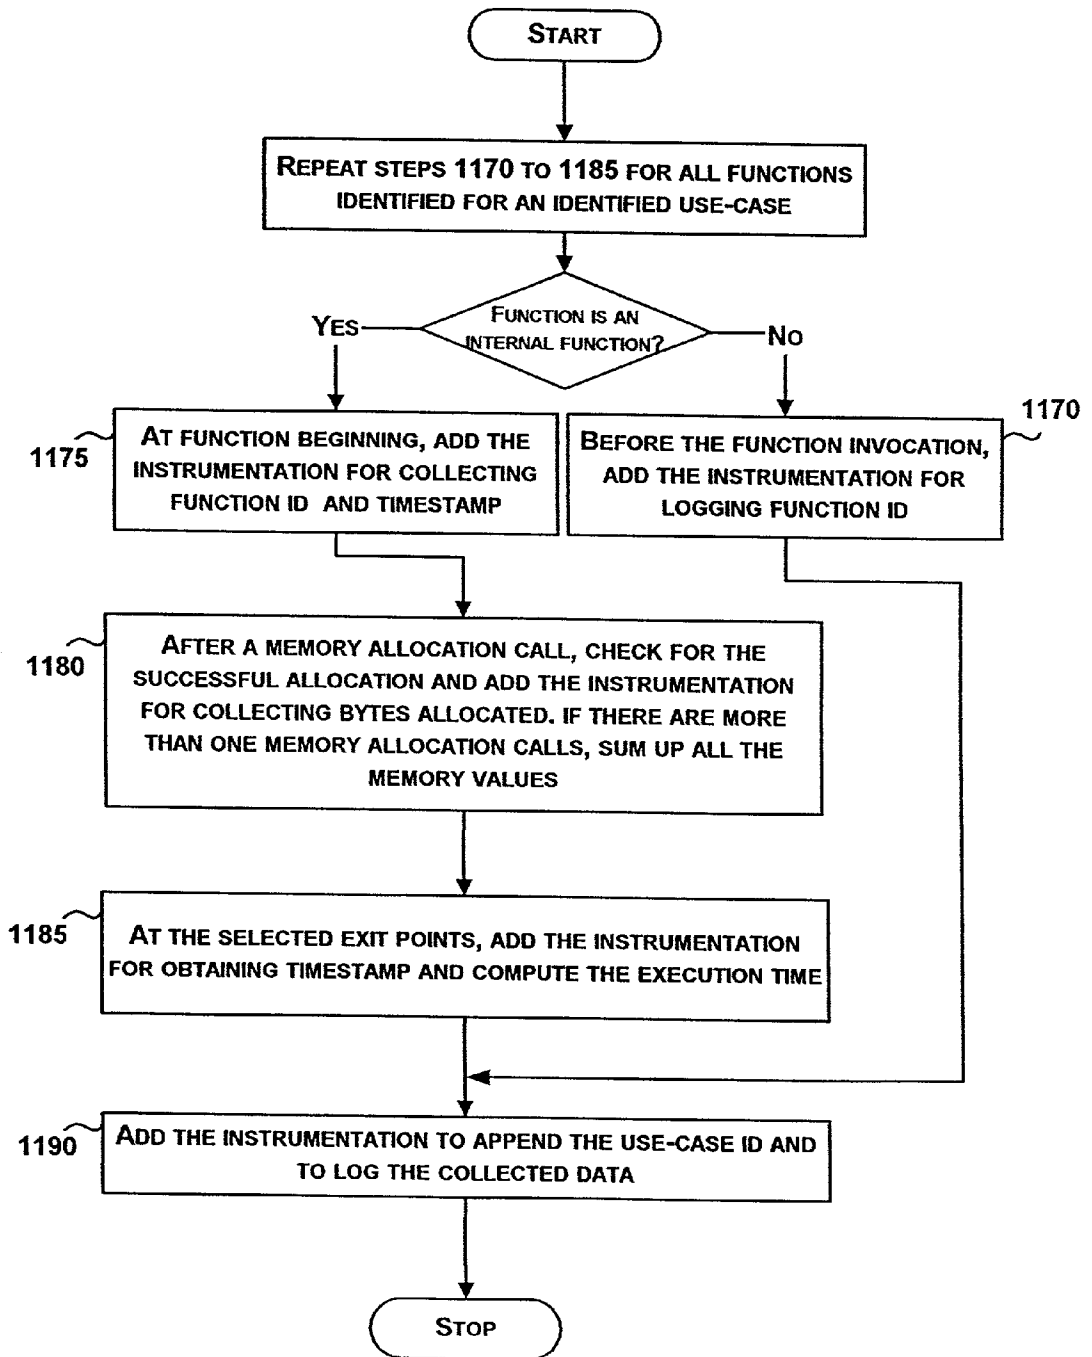 START
REPEAT STEPS 1170 TO 1185 FOR ALL FUNCTIONS
IDENTIFIED FOR AN IDENTIFIED USE-CASE
FUNCTION IS AN
INTERNAL FUNCTION?
YES
NO
1175
AT FUNCTION BEGINNING, ADD THE
INSTRUMENTATION FOR COLLECTING
FUNCTION ID AND TIMESTAMP
1170
BEFORE THE FUNCTION INVOCATION,
ADD THE INSTRUMENTATION FOR
LOGGING FUNCTION ID
1180
AFTER A MEMORY ALLOCATION CALL, CHECK FOR THE
SUCCESSFUL ALLOCATION AND ADD THE INSTRUMENTATION
FOR COLLECTING BYTES ALLOCATED. IF THERE ARE MORE
THAN ONE MEMORY ALLOCATION CALLS, SUM UP ALL THE
MEMORY VALUES
1185
AT THE SELECTED EXIT POINTS, ADD THE INSTRUMENTATION
FOR OBTAINING TIMESTAMP AND COMPUTE THE EXECUTION TIME
1190
ADD THE INSTRUMENTATION TO APPEND THE USE-CASE ID AND
TO LOG THE COLLECTED DATA
STOP